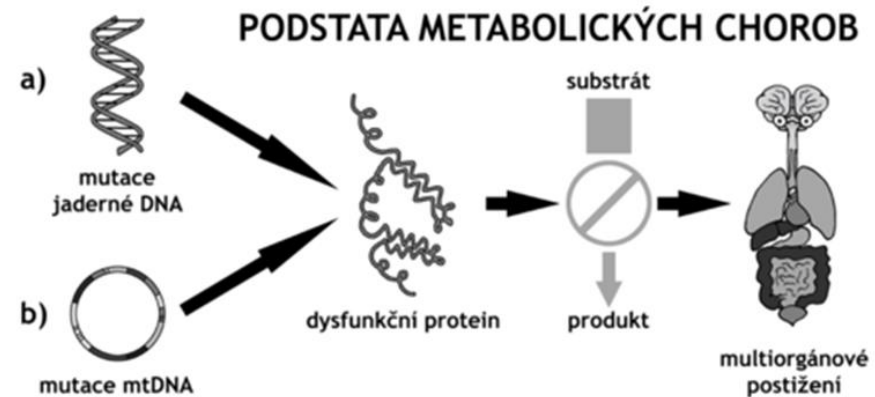 PODSTATA METABOLICKÝCH CHOROB
a)
mutace
jaderné DNA
b)
mutace mtDNA
dysfunkční protein
substrát
produkt
multiorgánové
postižení